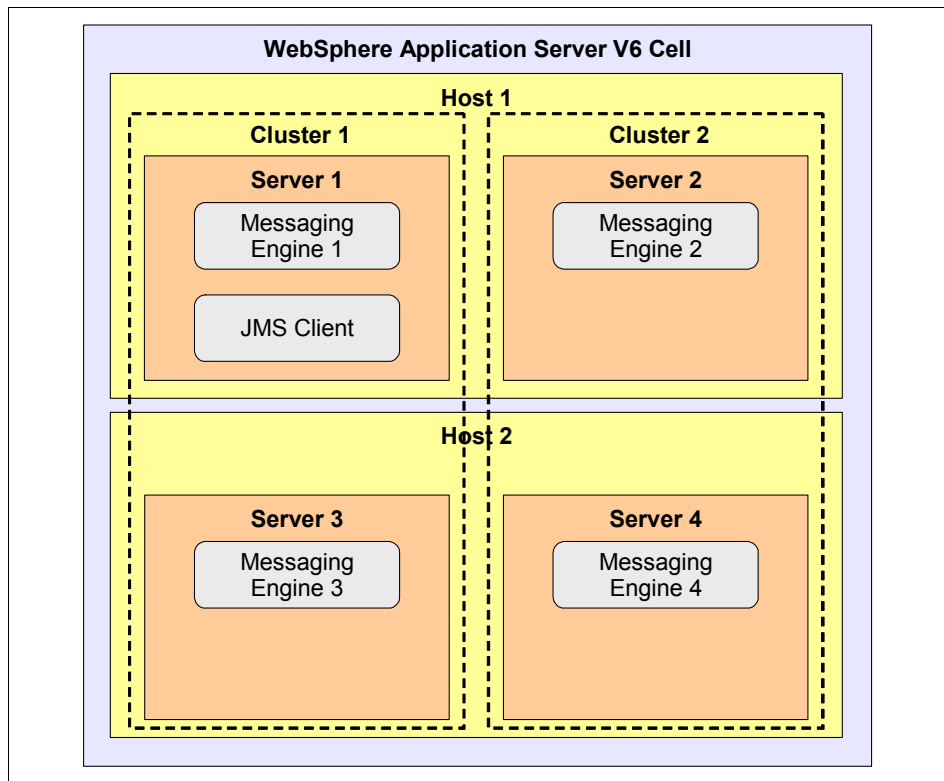 WebSphere Application Server V6 Cell
Host 1
Cluster 1
Cluster 2
Server 1
Server 2
Messaging
Engine 1
Messaging
Engine 2
JMS Client
Host 2
Server 3
Server 4
Messaging
Engine 3
Messaging
Engine 4